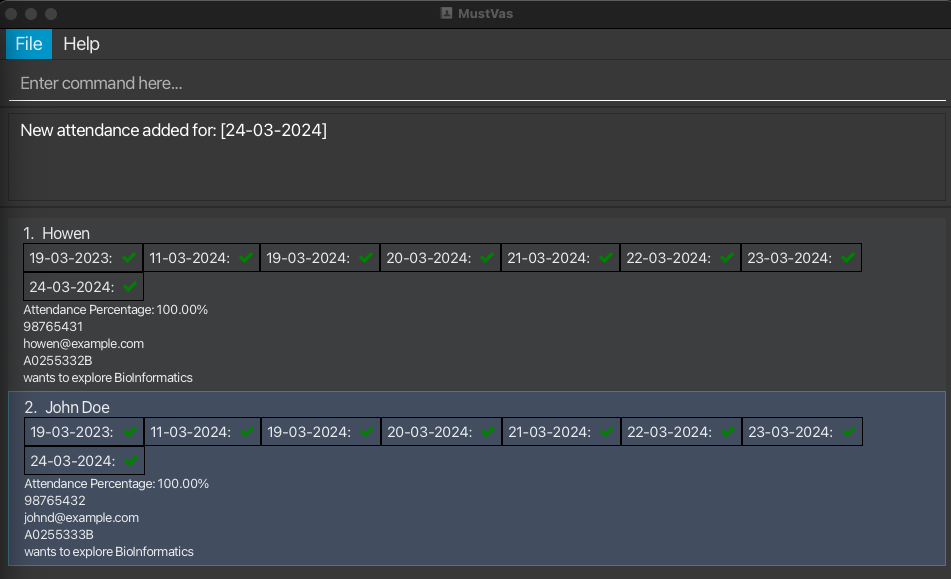 MustVas
File Help
Enter command here...
New attendance added for: [24-03-2024]
1. Howen
19-03-2023: ✔ 11-03-2024: ✔ 19-03-2024: ✔ 20-03-2024: ✔ 21-03-2024: ✔ 22-03-2024: ✔ 23-03-2024: ✔
24-03-2024: ✔
Attendance Percentage: 100.00%
98765431
howen@example.com
A0255332B
wants to explore BioInformatics
2. John Doe
19-03-2023: ✔ 11-03-2024: ✔ 19-03-2024: ✔ 20-03-2024: ✔ 21-03-2024: ✔ 22-03-2024: ✔ 23-03-2024: ✔
24-03-2024: ✔
Attendance Percentage: 100.00%
98765432
johnd@example.com
A0255333B
wants to explore BioInformatics